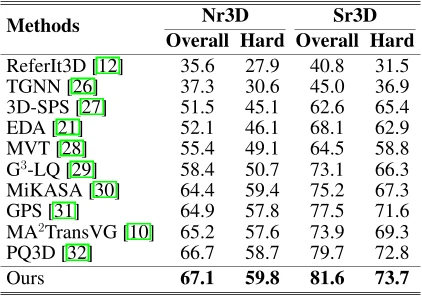 Methods Nr3D Sr3D
Overall Hard Overall Hard
ReferIt3D [12] 35.6 27.9 40.8 31.5
TGNN [26] 37.3 30.6 45.0 36.9
3D-SPS [27] 51.5 45.1 62.6 65.4
EDA [21] 52.1 46.1 68.1 62.9
MVT [28] 55.4 49.1 64.5 58.8
G³-LQ [29] 58.4 50.7 73.1 66.3
MiKASA [30] 64.4 59.4 75.2 67.3
GPS [31] 64.9 57.8 77.5 71.6
MA²TransVG [10] 65.2 57.6 73.9 69.3
PQ3D [32] 66.7 58.7 79.7 72.8
Ours 67.1 59.8 81.6 73.7